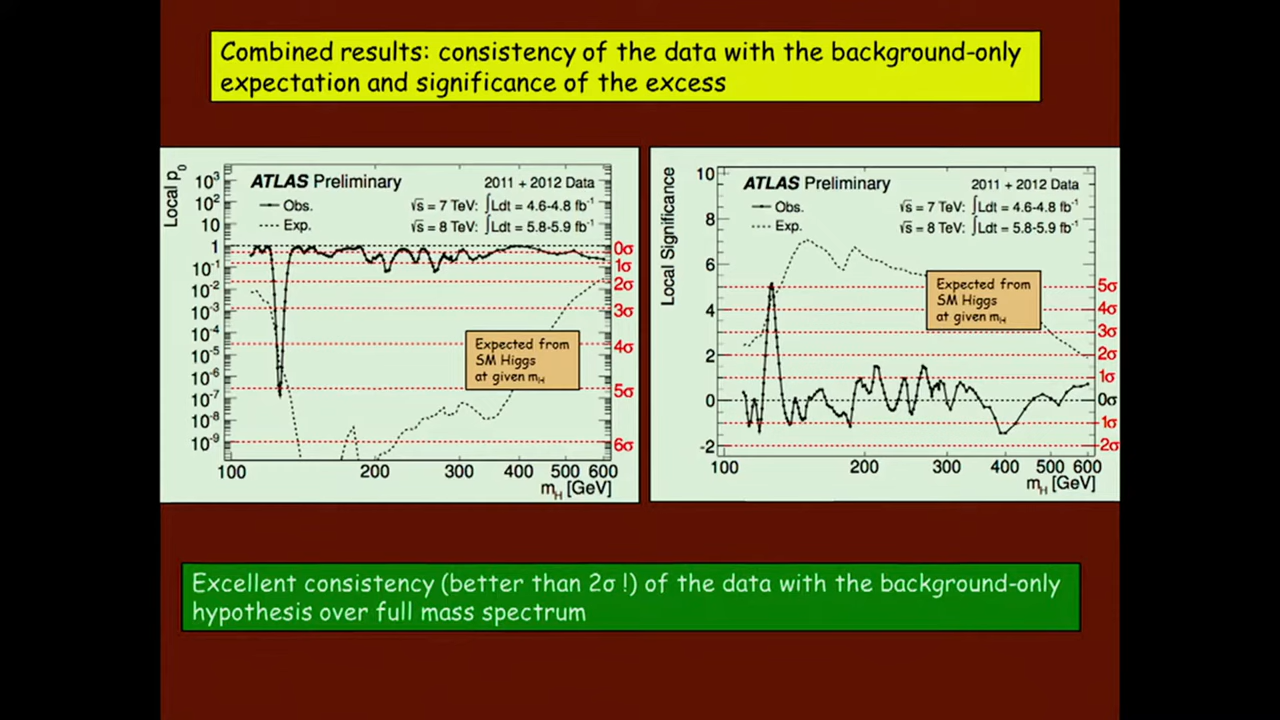 Combined results: consistency of the data with the background-only
expectation and significance of the excess
Local p₀
ATLAS Preliminary
2011 + 2012 Data
Obs.
√s = 7 TeV: ∫Ldt = 4.6-4.8 fb⁻¹
Exp.
√s = 8 TeV: ∫Ldt = 5.8-5.9 fb⁻¹
10³
10²
10
1
10⁻¹
10⁻²
10⁻³
10⁻⁴
10⁻⁵
10⁻⁶
10⁻⁷
10⁻⁸
10⁻⁹
0σ
1σ
2σ
3σ
4σ
5σ
6σ
Expected from
SM Higgs
at given mH
100 200 300 400 500 600
mH [GeV]
Local Significance
ATLAS Preliminary
2011 + 2012 Data
Obs.
√s = 7 TeV: ∫Ldt = 4.6-4.8 fb⁻¹
Exp.
√s = 8 TeV: ∫Ldt = 5.8-5.9 fb⁻¹
10
8
6
4
2
0
-2
5σ
4σ
3σ
2σ
1σ
0σ
1σ
2σ
Expected from
SM Higgs
at given mH
100 200 300 400 500 600
mH [GeV]
Excellent consistency (better than 2σ !) of the data with the background-only
hypothesis over full mass spectrum